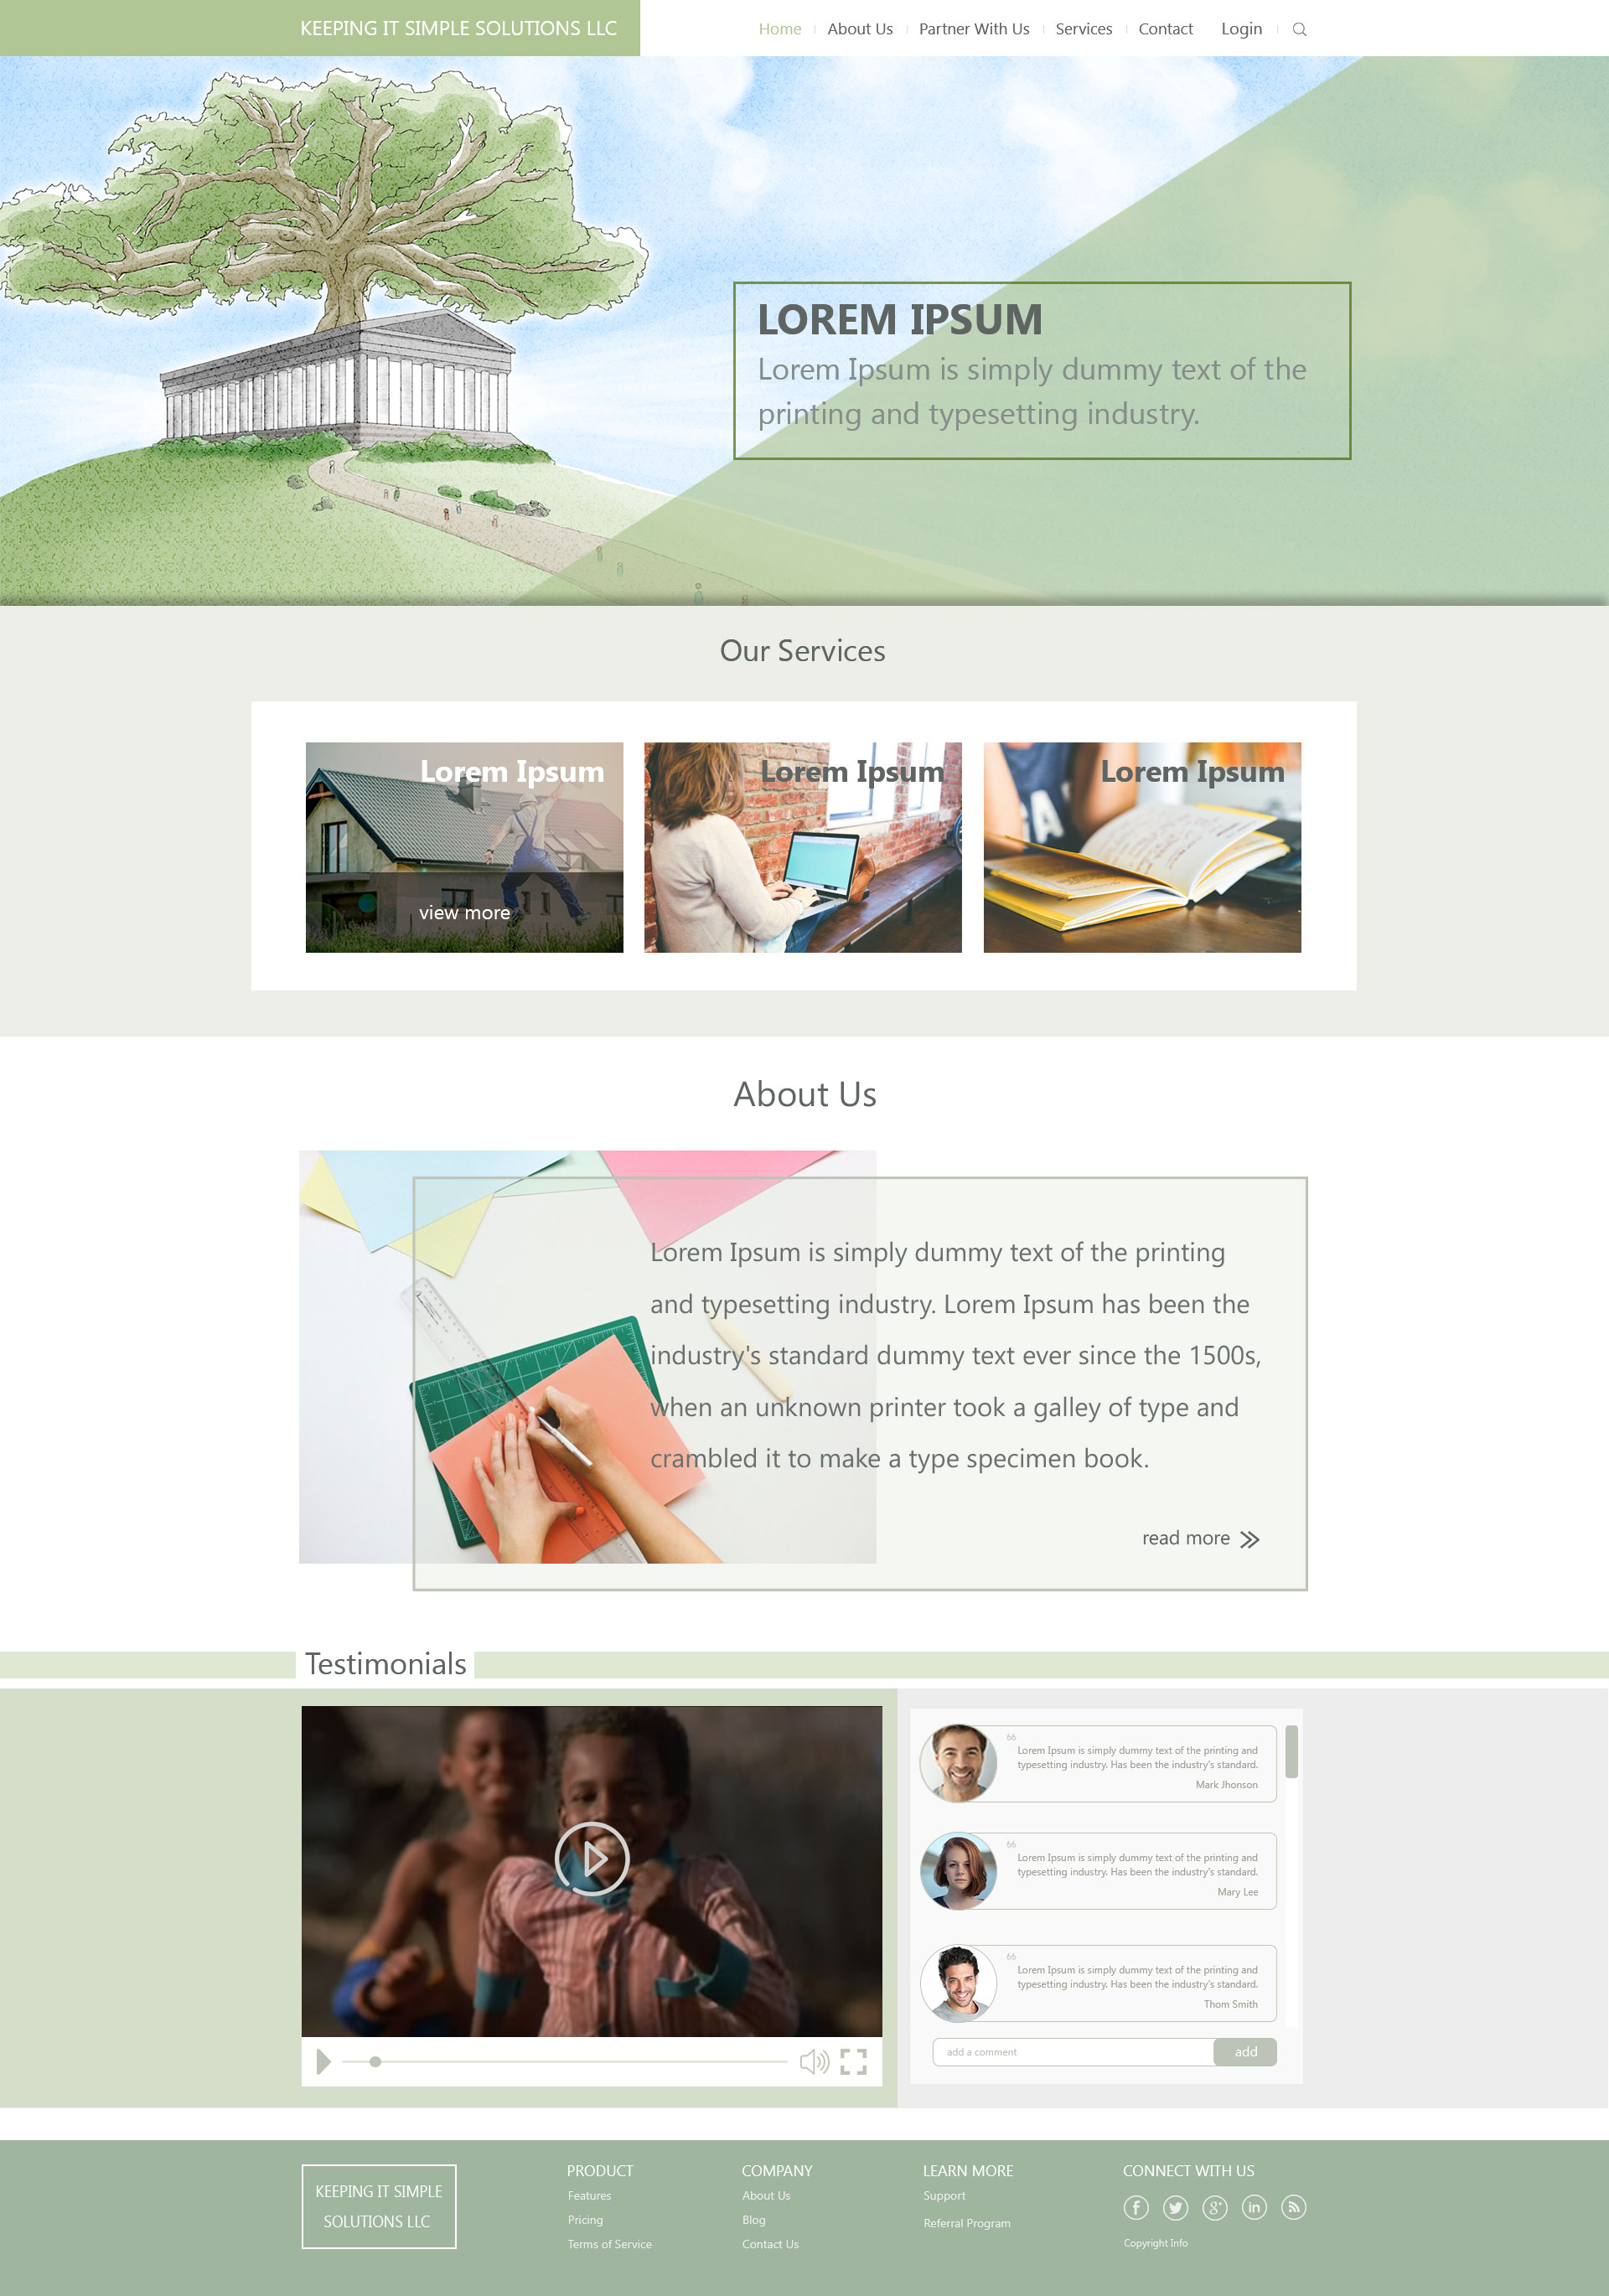 KEEPING IT SIMPLE SOLUTIONS LLC
Home
About Us
Partner With Us
Services
Contact
Login
LOREM IPSUM
Lorem Ipsum is simply dummy text of the
printing and typesetting industry.
Our Services
Lorem Ipsum
view more
Lorem Ipsum
Lorem Ipsum
About Us
Lorem Ipsum is simply dummy text of the printing
and typesetting industry. Lorem Ipsum has been the
industry's standard dummy text ever since the 1500s,
when an unknown printer took a galley of type and
crambled it to make a type specimen book.
read more
Testimonials
Lorem Ipsum is simply dummy text of the printing and
typesetting industry. Has been the industry's standard.
Mark Jhonson
Lorem Ipsum is simply dummy text of the printing and
typesetting industry. Has been the industry's standard.
Mary Lee
Lorem Ipsum is simply dummy text of the printing and
typesetting industry. Has been the industry's standard.
Thom Smith
add a comment
add
KEEPING IT SIMPLE
SOLUTIONS LLC
PRODUCT
Features
Pricing
Terms of Service
COMPANY
About Us
Blog
Contact Us
LEARN MORE
Support
Referral Program
CONNECT WITH US
Copyright Info